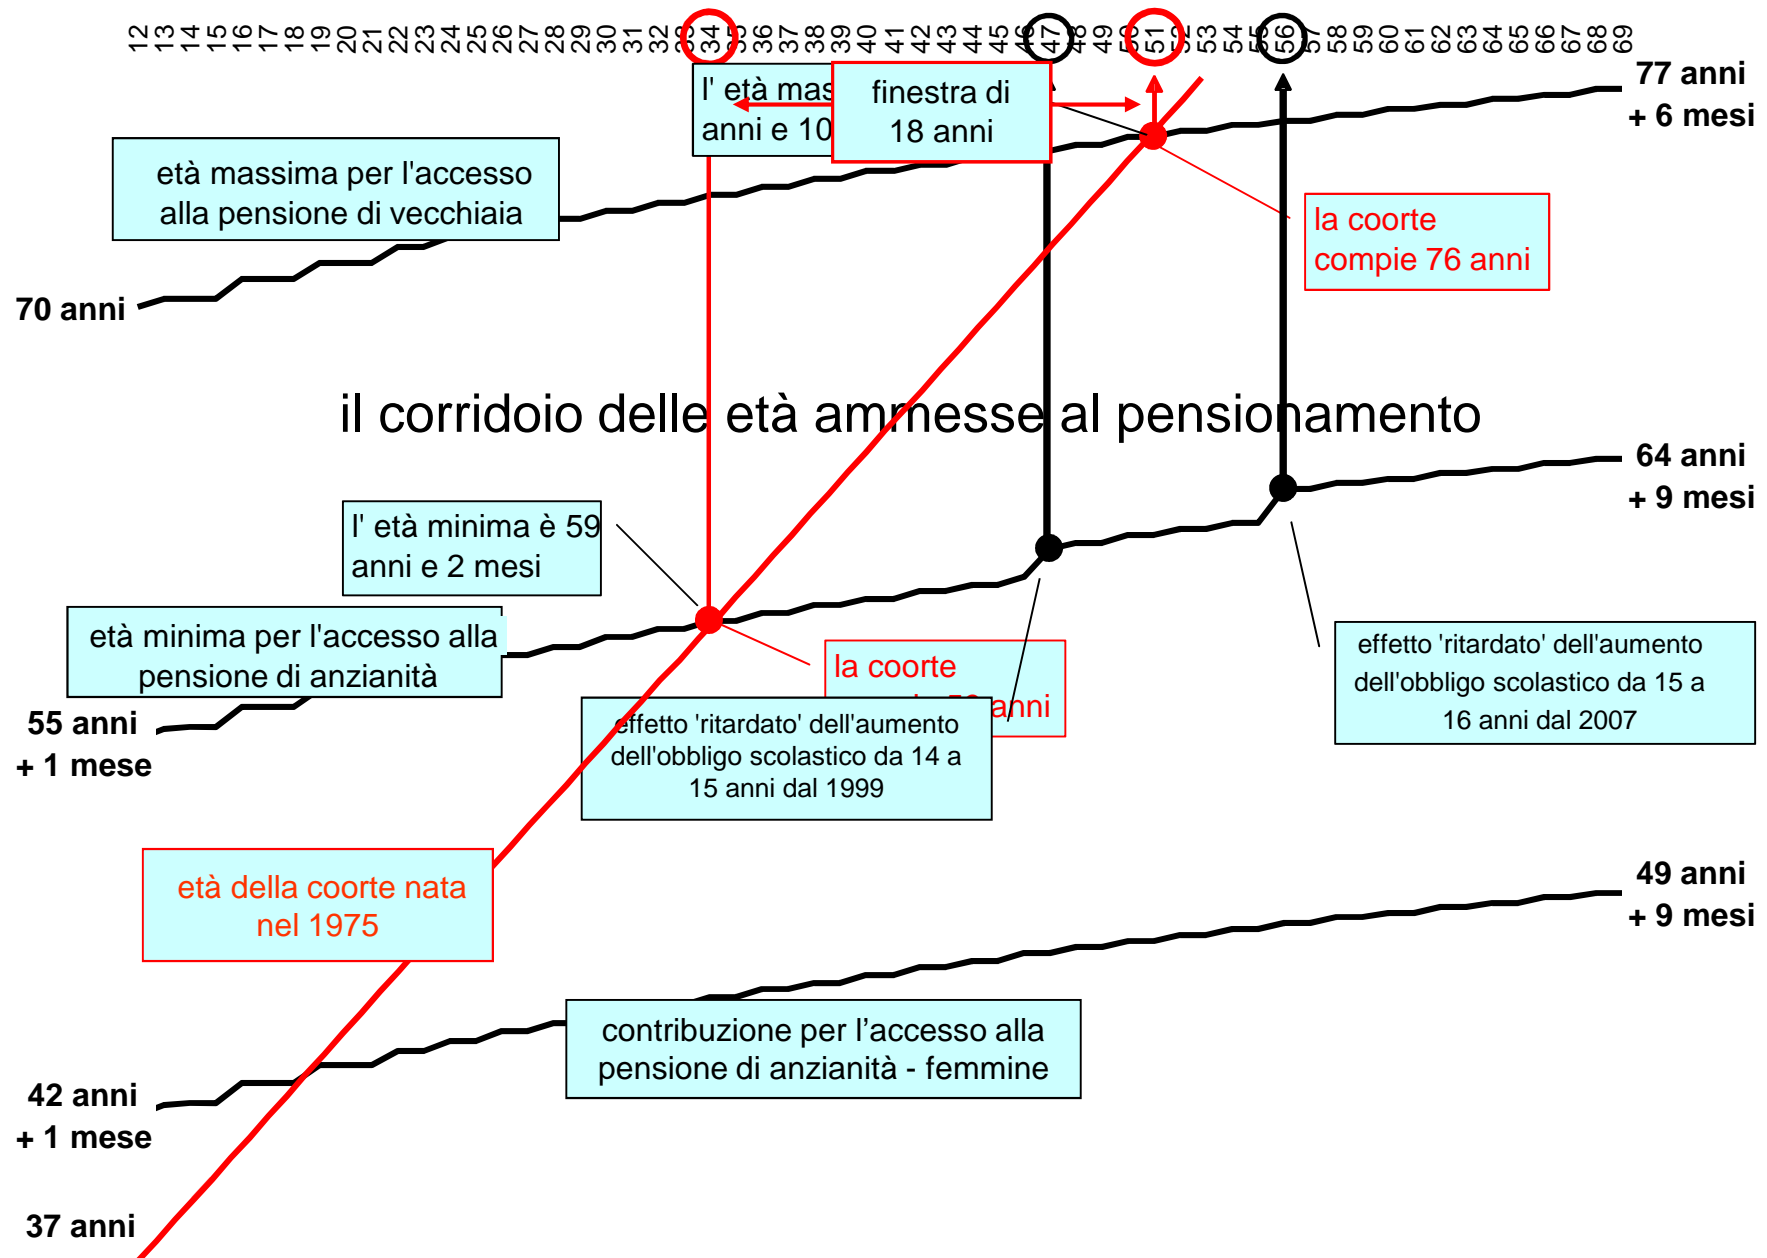 12 13 14 15 16 17 18 19 20 21 22 23 24 25 26 27 28 29 30 31 32 33 34 35 36 37 38 39 40 41 42 43 44 45 46 47 48 49 50 51 52 53 54 55 56 57 58 59 60 61 62 63 64 65 66 67 68 69
77 anni
+ 6 mesi
l' età
anni e 10
finestra di
18 anni
età massima per l'accesso
alla pensione di vecchiaia
la coorte
compie 76 anni
70 anni
il corridoio delle età ammesse al pensionamento
64 anni
+ 9 mesi
l' età minima è 59
anni e 2 mesi
età minima per l'accesso alla
pensione di anzianità
la coorte
anni
effetto 'ritardato' dell'aumento
dell'obbligo scolastico da 14 a
15 anni dal 1999
effetto 'ritardato' dell'aumento
dell'obbligo scolastico da 15 a
16 anni dal 2007
55 anni
+ 1 mese
età della coorte nata
nel 1975
49 anni
+ 9 mesi
contribuzione per l’accesso alla
pensione di anzianità - femmine
42 anni
+ 1 mese
37 anni